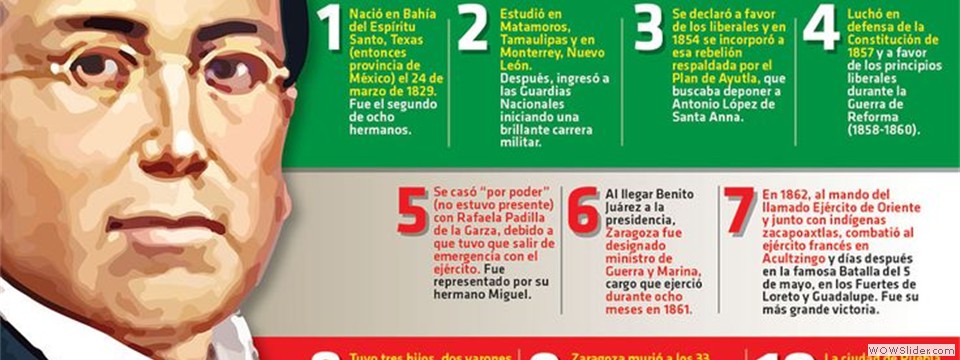 1
Nació en Bahía
del Espíritu
Santo, Texas
(entonces
provincia de
México) el 24 de
marzo de 1829.
Fue el segundo
de ocho
hermanos.
2
Estudió en
Matamoros,
Tamaulipas y en
Monterrey, Nuevo
León.
Después, ingresó a
las Guardias
Nacionales
iniciando una
brillante carrera
militar.
3
Se declaró a favor
de los liberales y en
1854 se incorporó a
esa rebelión
respaldada por el
Plan de Ayutla, que
buscaba deponer a
Antonio López de
Santa Anna.
4
Luchó en
defensa de la
Constitución de
1857 y a favor
de los principios
liberales
durante la
Guerra de
Reforma
(1858-1860).
5
Se casó “por poder”
(no estuvo presente)
con Rafaela Padilla
de la Garza, debido a
que tuvo que salir de
emergencia con el
ejército. Fue
representado por su
hermano Miguel.
6
Al llegar Benito
Juárez a la
presidencia,
Zaragoza fue
designado
ministro de
Guerra y Marina,
cargo que ejerció
durante ocho
meses en 1861.
7
En 1862, al mando del
llamado Ejército de Oriente
y junto con indígenas
zacapoaxtlas, combatió al
ejército francés en
Acultzingo y días después
en la famosa Batalla del 5
de mayo, en los Fuertes de
Loreto y Guadalupe. Fue su
más grande victoria.
Tuvo tres hijos, dos varones
Zaragoza murió a los 33
La ciudad de Puebla
WOWSlider.com